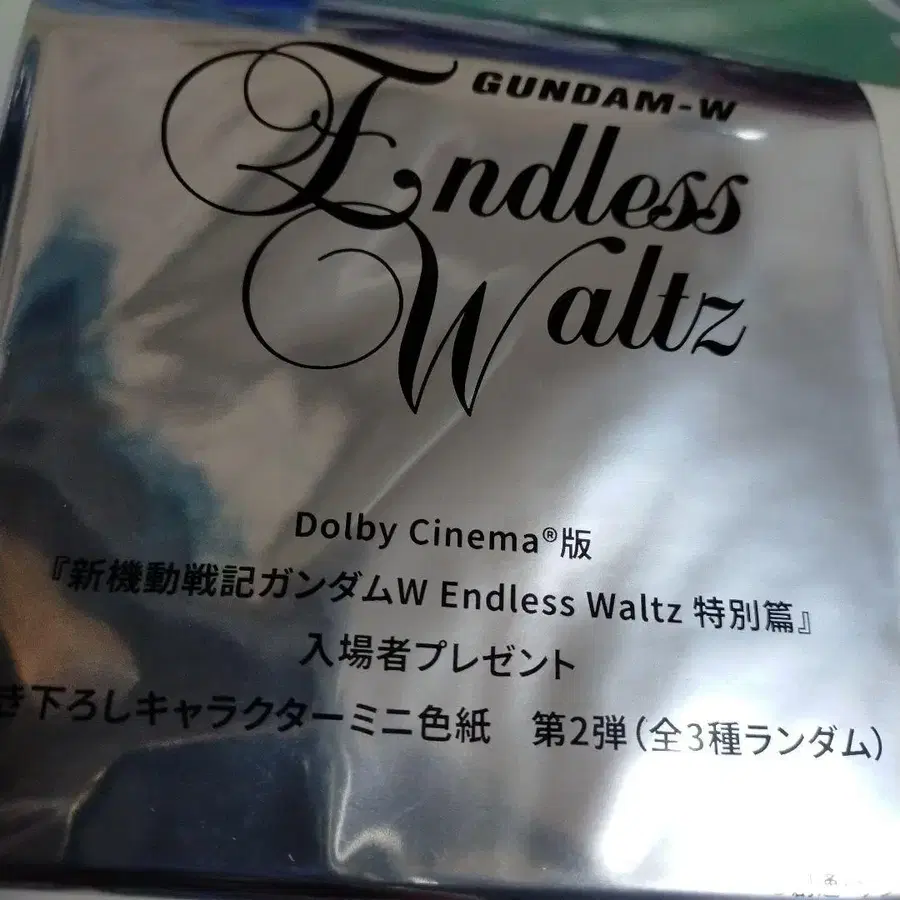 GUNDAM-W
Endless
Waltz
Dolby Cinema®版
『新機動戦記ガンダムW Endless Waltz 特別篇』
入場者プレゼント
き下ろしキャラクターミニ色紙 第2弾(全3種ランダム)